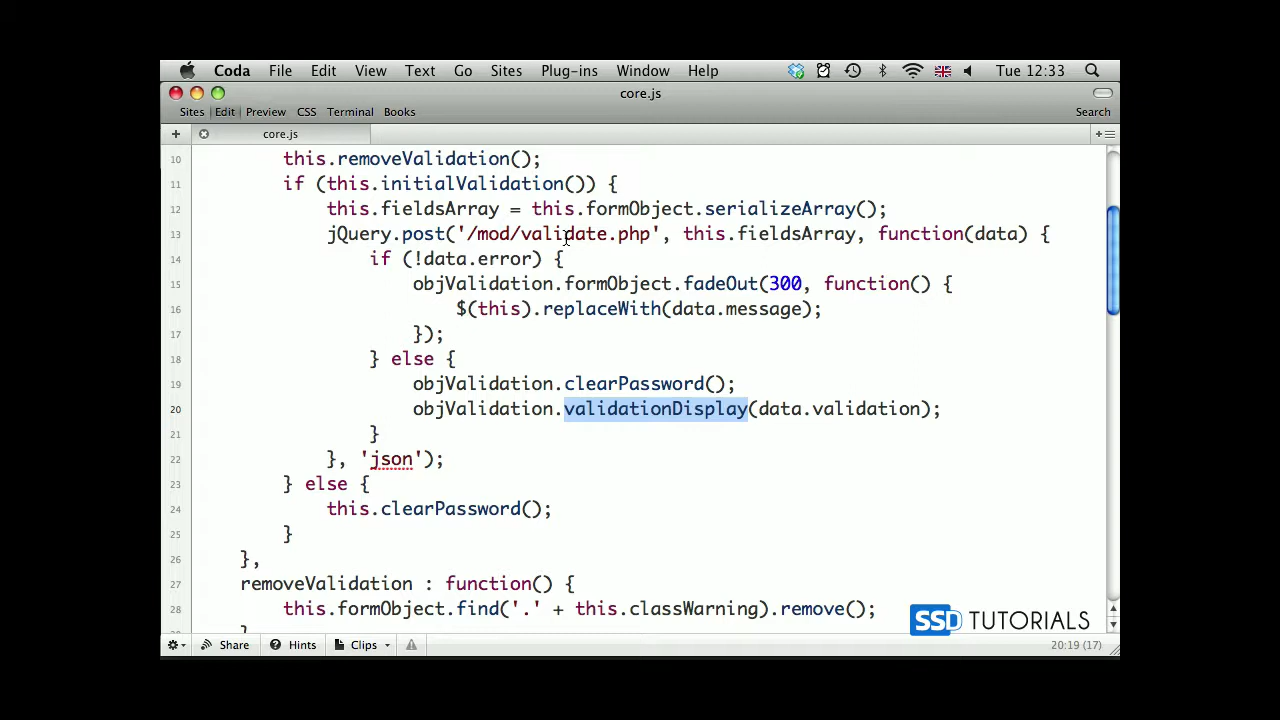 Coda File Edit View Text Go Sites Plug-ins Window Help Tue 12:33
core.js
Sites Edit Preview CSS Terminal Books Search
core.js
10 this.removeValidation();
11 if (this.initialValidation()) {
12 this.fieldsArray = this.formObject.serializeArray();
13 jQuery.post('/mod/validate.php', this.fieldsArray, function(data) {
14 if (!data.error) {
15 objValidation.formObject.fadeOut(300, function() {
16 $(this).replaceWith(data.message);
17 });
18 } else {
19 objValidation.clearPassword();
20 objValidation.validationDisplay(data.validation);
21 }
22 }, 'json');
23 } else {
24 this.clearPassword();
25 }
26 },
27 removeValidation : function() {
28 this.formObject.find('.' + this.classWarning).remove();
SSD TUTORIALS
Share Hints Clips 20:19 (17)